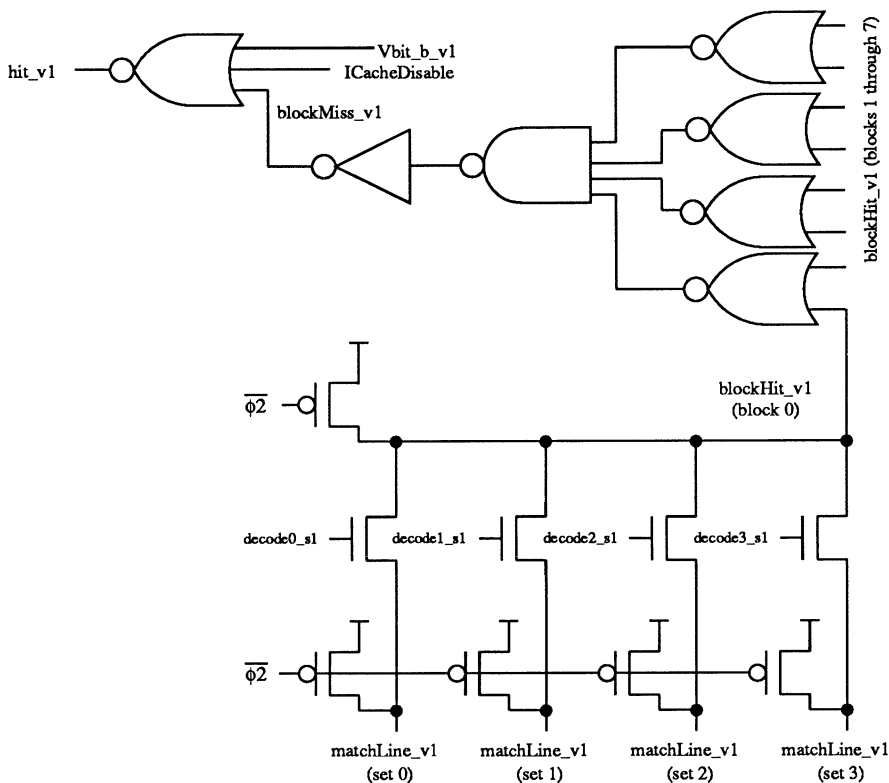 Vbit_b_v1
hit_v1
ICacheDisable
blockMiss_v1
blockHit_v1 (blocks 1 through 7)
blockHit_v1
(block 0)
φ2
decode0_s1
decode1_s1
decode2_s1
decode3_s1
φ2
matchLine_v1
(set 0)
matchLine_v1
(set 1)
matchLine_v1
(set 2)
matchLine_v1
(set 3)